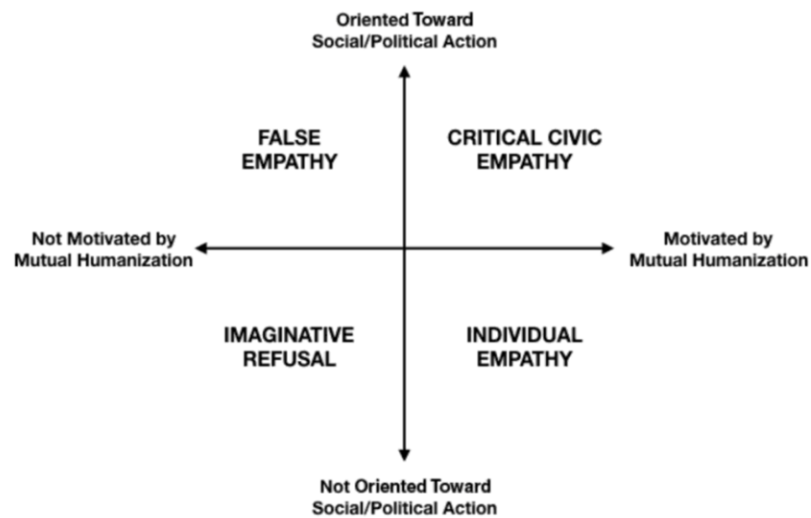 Oriented Toward
Social/Political Action
FALSE
EMPATHY
CRITICAL CIVIC
EMPATHY
Not Motivated by
Mutual Humanization
Motivated by
Mutual Humanization
IMAGINATIVE
REFUSAL
INDIVIDUAL
EMPATHY
Not Oriented Toward
Social/Political Action